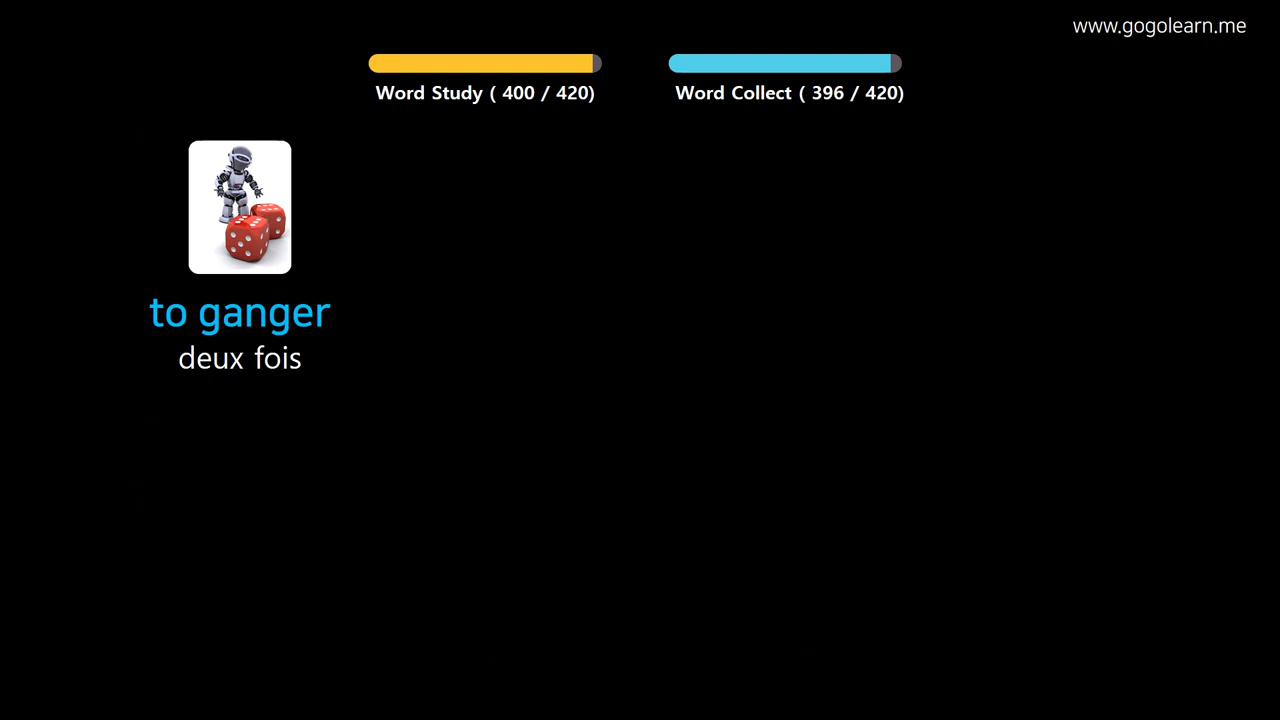 www.gogolearn.me
Word Study ( 400 / 420)
Word Collect ( 396 / 420)
to ganger
deux fois